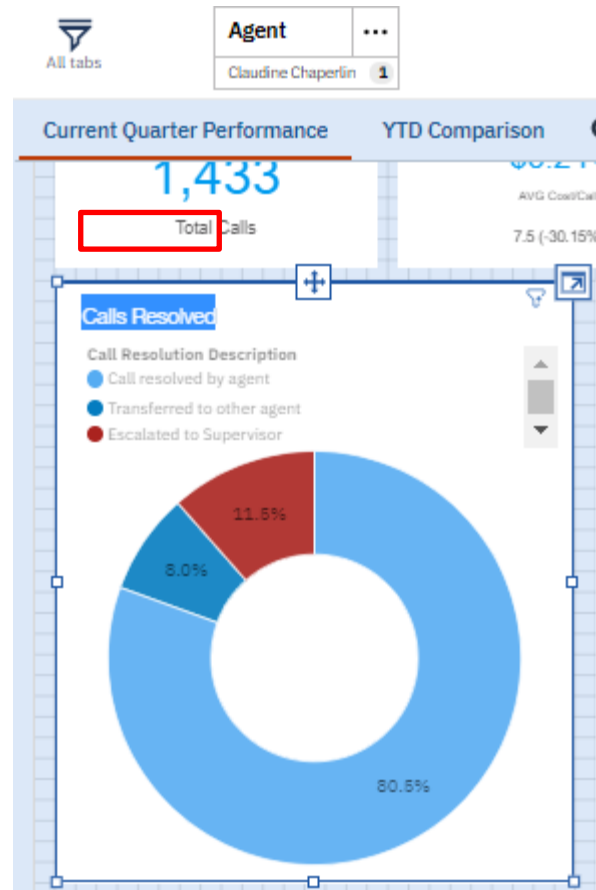 Agent
All tabs
Claudine Chaperlin 1
Current Quarter Performance YTD Comparison
1,433
AVG Cost/Cal
Total Calls
7.5 (-30.15%
Calls Resolved
Call Resolution Description
Call resolved by agent
Transferred to other agent
Escalated to Supervisor
11.5%
8.0%
80.5%